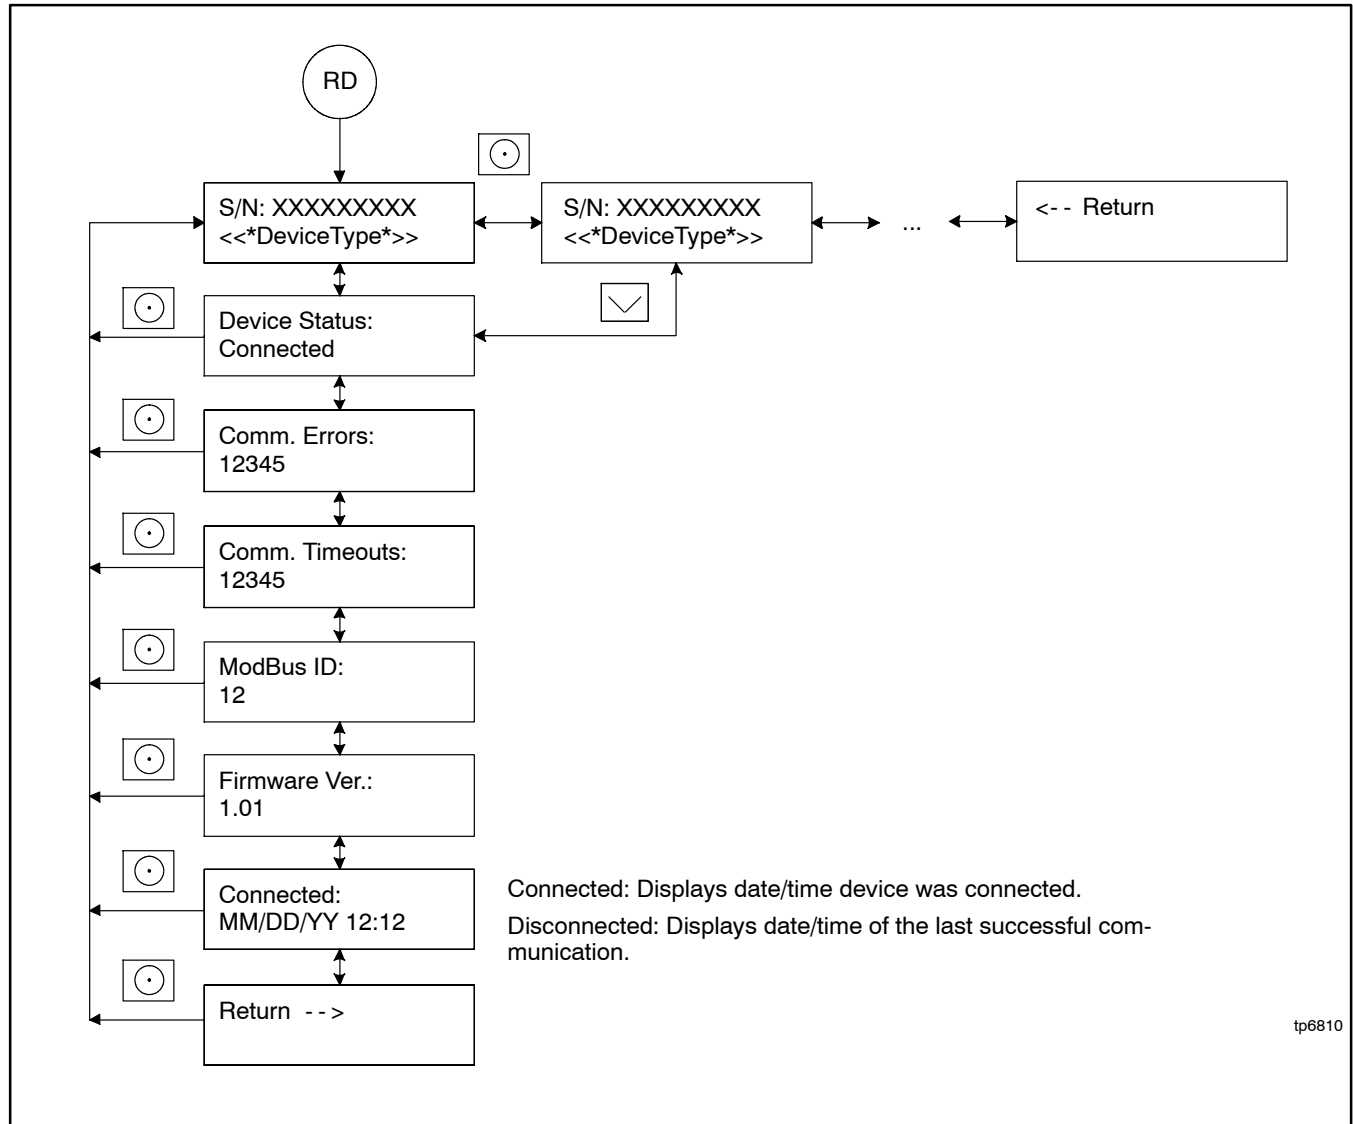 RD
S/N: XXXXXXXXX
<<*DeviceType*>>
S/N: XXXXXXXXX
<<*DeviceType*>>
...
<-- Return
Device Status:
Connected
Comm. Errors:
12345
Comm. Timeouts:
12345
ModBus ID:
12
Firmware Ver.:
1.01
Connected:
MM/DD/YY 12:12
Connected: Displays date/time device was connected.
Disconnected: Displays date/time of the last successful com-
munication.
Return -->
tp6810